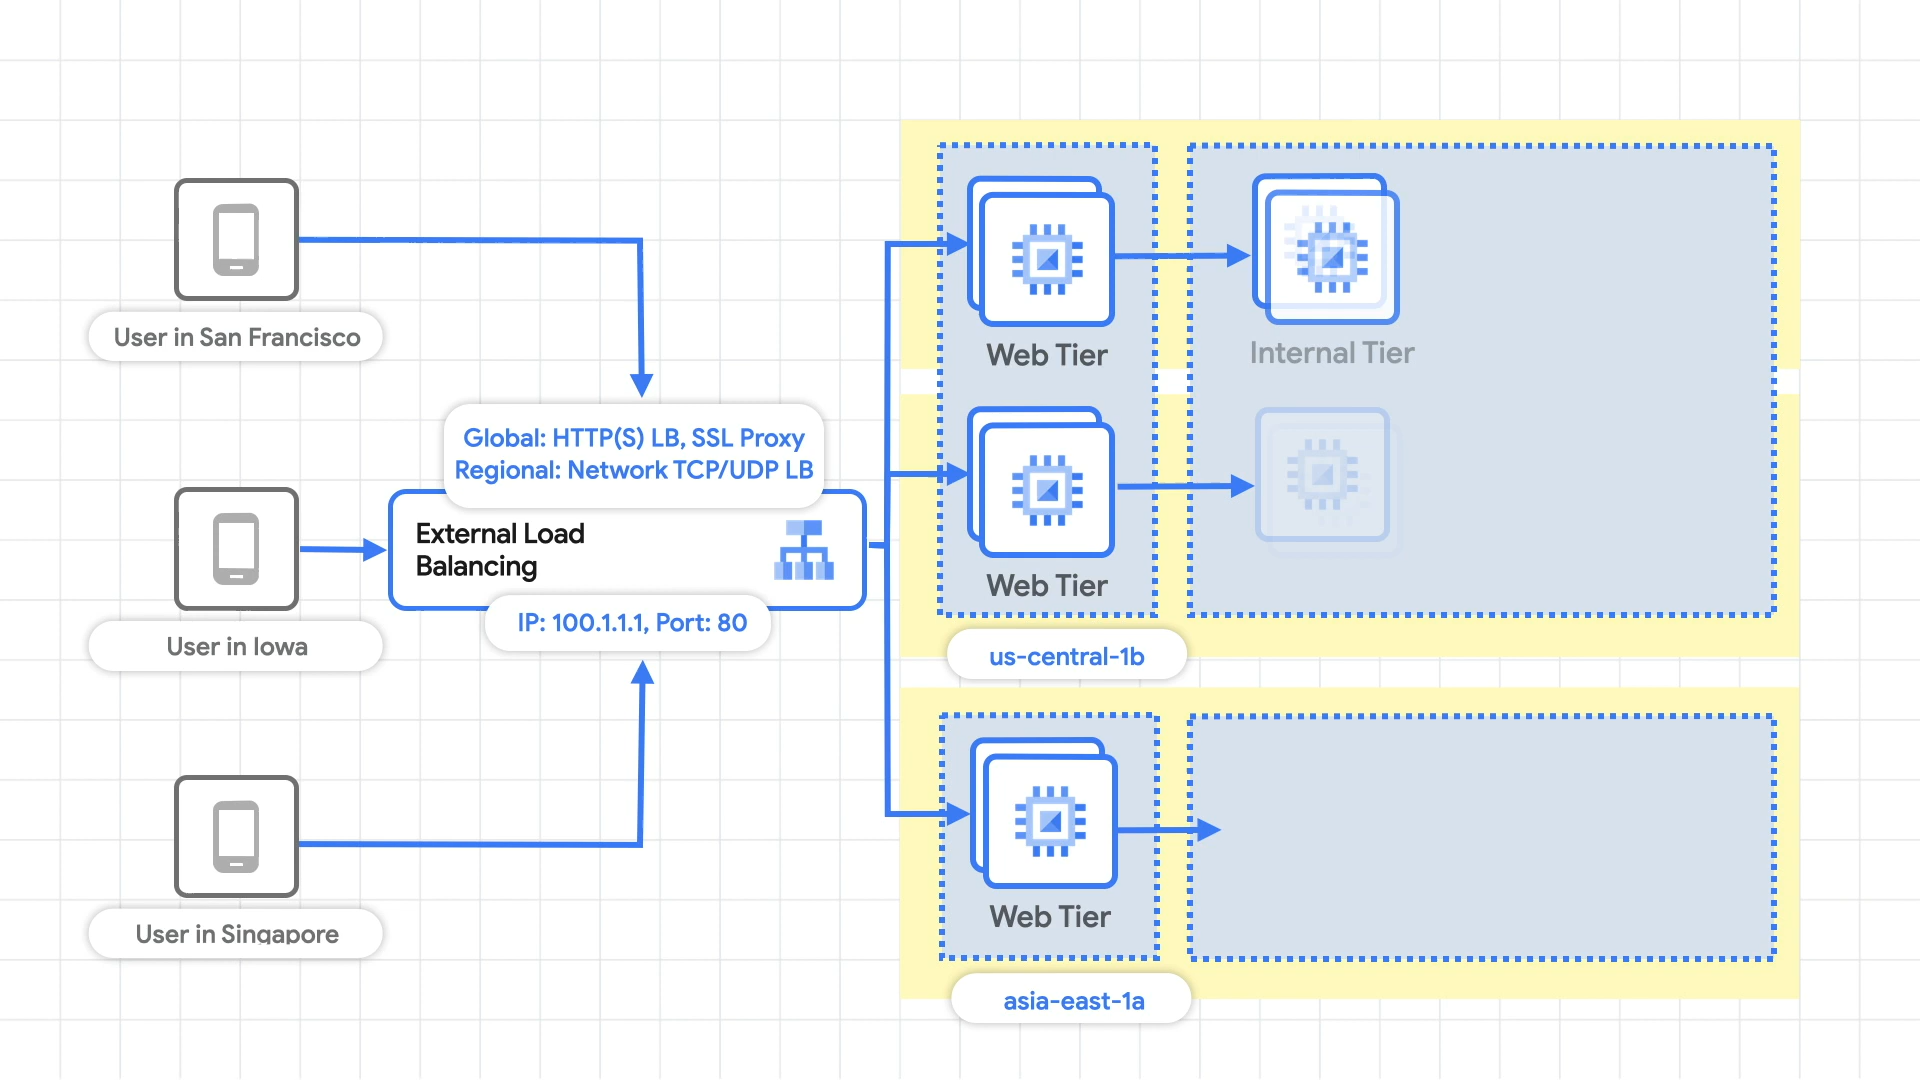 User in San Francisco
Global: HTTP(S) LB, SSL Proxy
Regional: Network TCP/UDP LB
External Load
Balancing
IP: 100.1.1.1, Port: 80
User in Iowa
User in Singapore
Web Tier
Internal Tier
Web Tier
us-central-1b
Web Tier
asia-east-1a